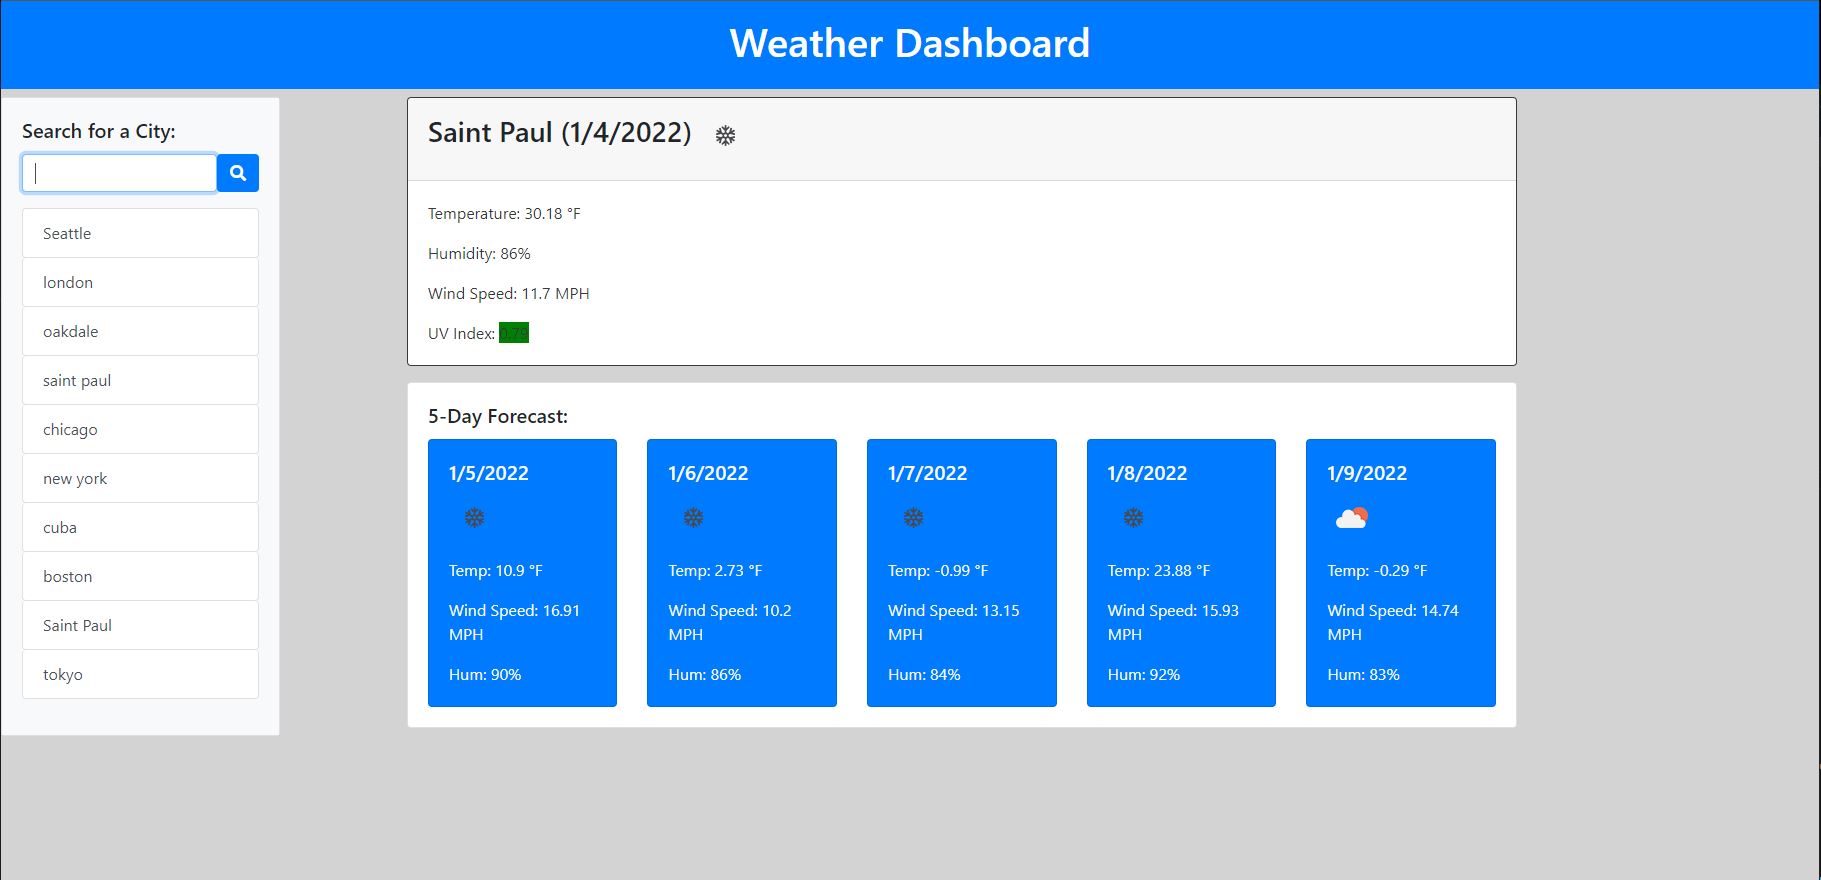 Weather Dashboard
Search for a City:
Seattle
london
oakdale
saint paul
chicago
new york
cuba
boston
Saint Paul
tokyo
Saint Paul (1/4/2022)
Temperature: 30.18 °F
Humidity: 86%
Wind Speed: 11.7 MPH
UV Index:
5-Day Forecast:
1/5/2022
Temp: 10.9 °F
Wind Speed: 16.91
MPH
Hum: 90%
1/6/2022
Temp: 2.73 °F
Wind Speed: 10.2
MPH
Hum: 86%
1/7/2022
Temp: -0.99 °F
Wind Speed: 13.15
MPH
Hum: 84%
1/8/2022
Temp: 23.88 °F
Wind Speed: 15.93
MPH
Hum: 92%
1/9/2022
Temp: -0.29 °F
Wind Speed: 14.74
MPH
Hum: 83%